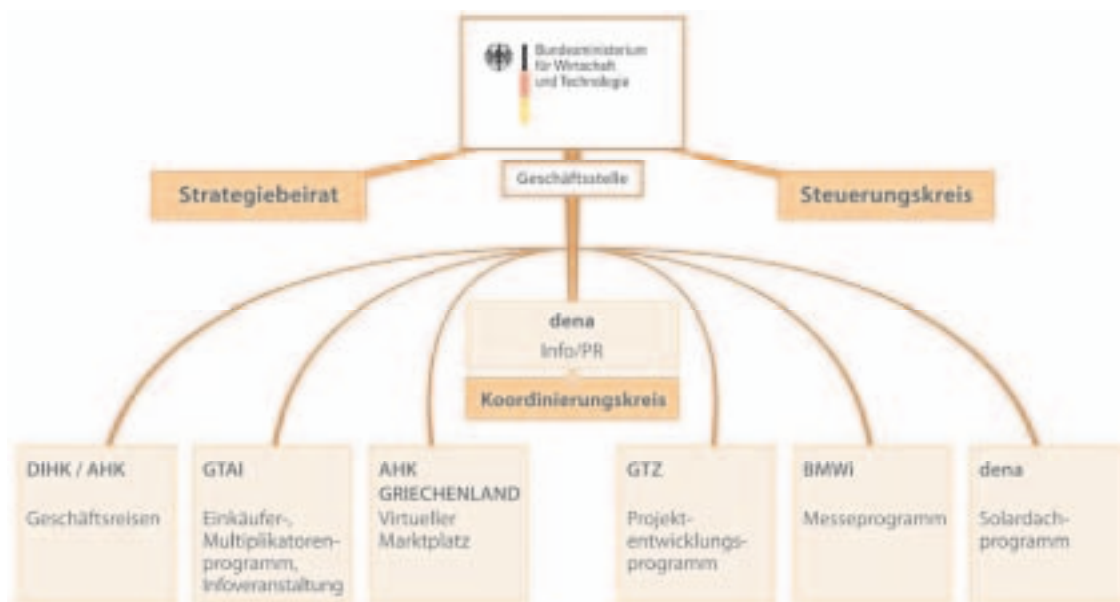 Bundesministerium
für Wirtschaft
und Technologie
Geschäftsstelle
Strategiebeirat
Steuerungskreis
dena
Info/PR
Koordinierungskreis
DIHK / AHK
Geschäftsreisen
GTAI
Einkäufer-,
Multiplikatoren-
programm,
Infoveranstaltung
AHK
GRIECHENLAND
Virtueller
Marktplatz
GTZ
Projekt-
entwicklungs-
programm
BMWi
Messeprogramm
dena
Solardach-
programm